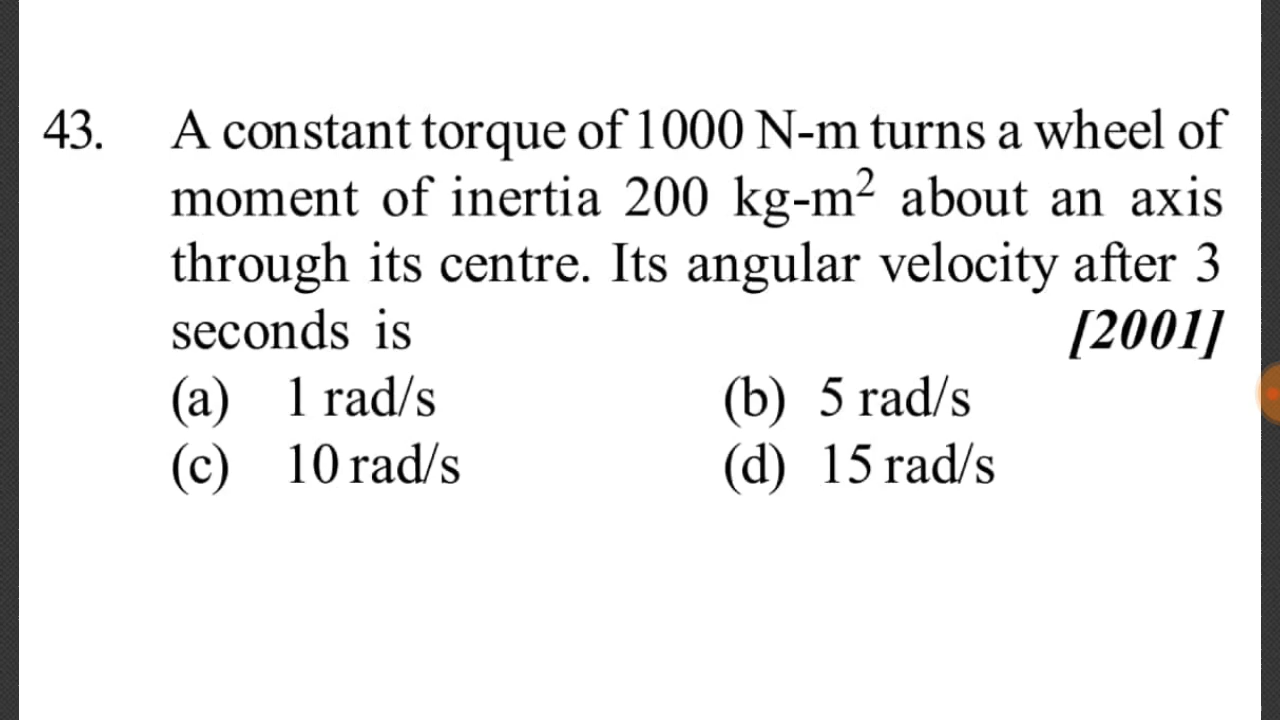 43. A constant torque of 1000 N-m turns a wheel of
moment of inertia 200 kg-m² about an axis
through its centre. Its angular velocity after 3
seconds is [2001]
(a) 1 rad/s (b) 5 rad/s
(c) 10 rad/s (d) 15 rad/s